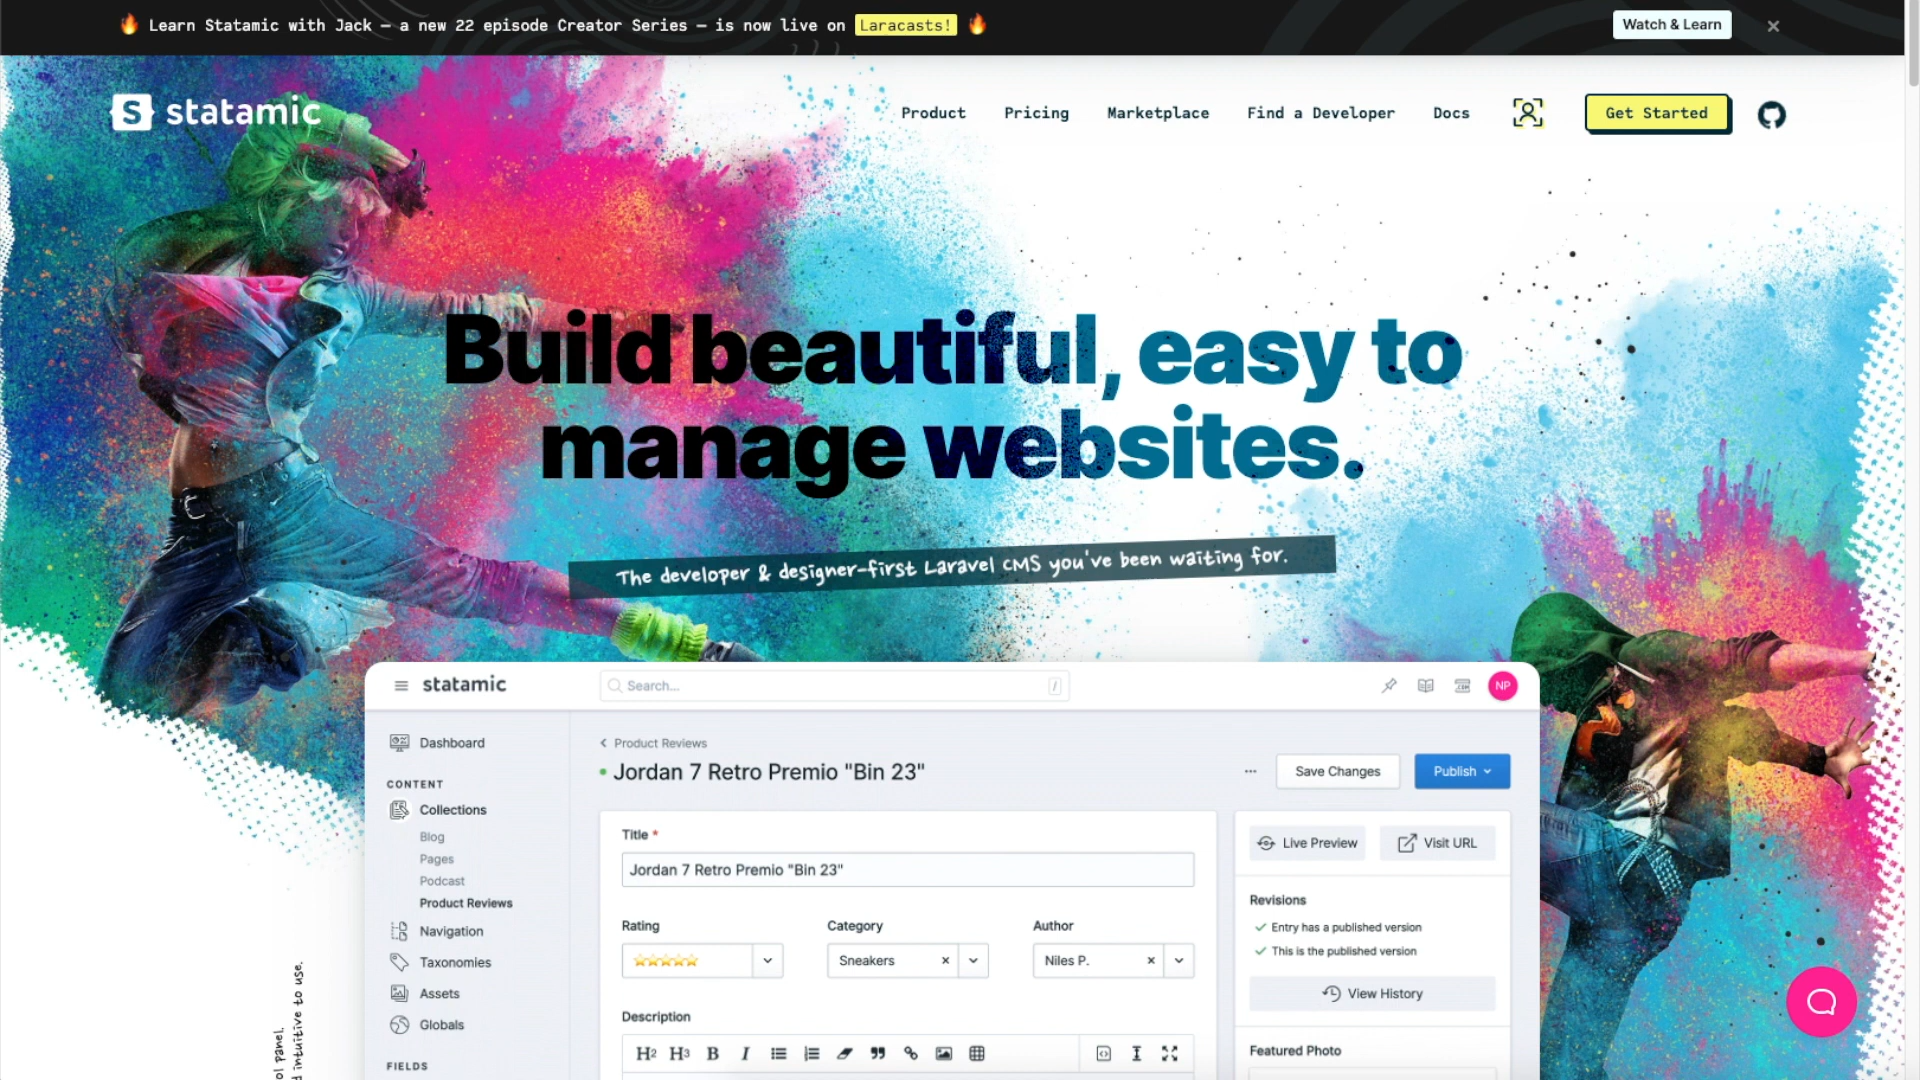 🔥 Learn Statamic with Jack — a new 22 episode Creator Series — is now live on Laracasts! 🔥
Watch & Learn
statamic
Product
Pricing
Marketplace
Find a Developer
Docs
Get Started
Build beautiful, easy to
manage websites.
The developer & designer-first Laravel CMS you've been waiting for.
statamic
Search...
/
NP
Dashboard
CONTENT
Collections
Blog
Pages
Podcast
Product Reviews
Navigation
Taxonomies
Assets
Globals
FIELDS
Product Reviews
Jordan 7 Retro Premio "Bin 23"
Save Changes
Publish
Title *
Jordan 7 Retro Premio "Bin 23"
Rating
Category
Author
⭐⭐⭐⭐⭐
Sneakers
Niles P.
Description
H2 H3 B I
Live Preview
Visit URL
Revisions
Entry has a published version
This is the published version
View History
Featured Photo
ol panel.
intuitive to use.